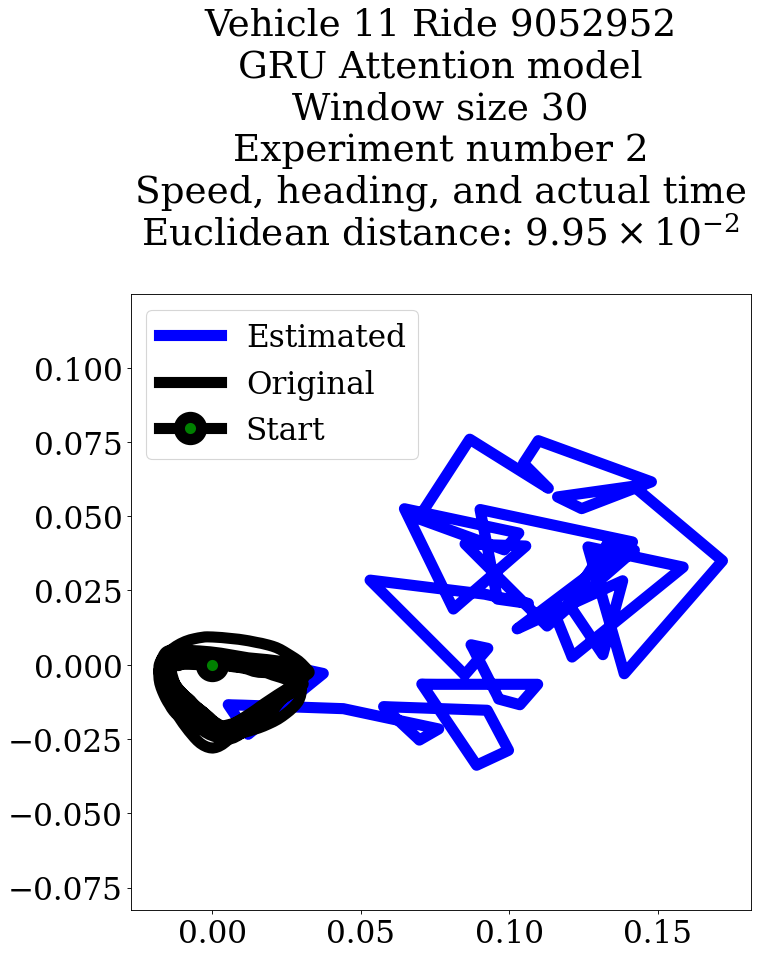 Vehicle 11 Ride 9052952
GRU Attention model
Window size 30
Experiment number 2
Speed, heading, and actual time
Euclidean distance: 9.95 × 10⁻²
Estimated
Original
Start
0.100
0.075
0.050
0.025
0.000
−0.025
−0.050
−0.075
0.00 0.05 0.10 0.15